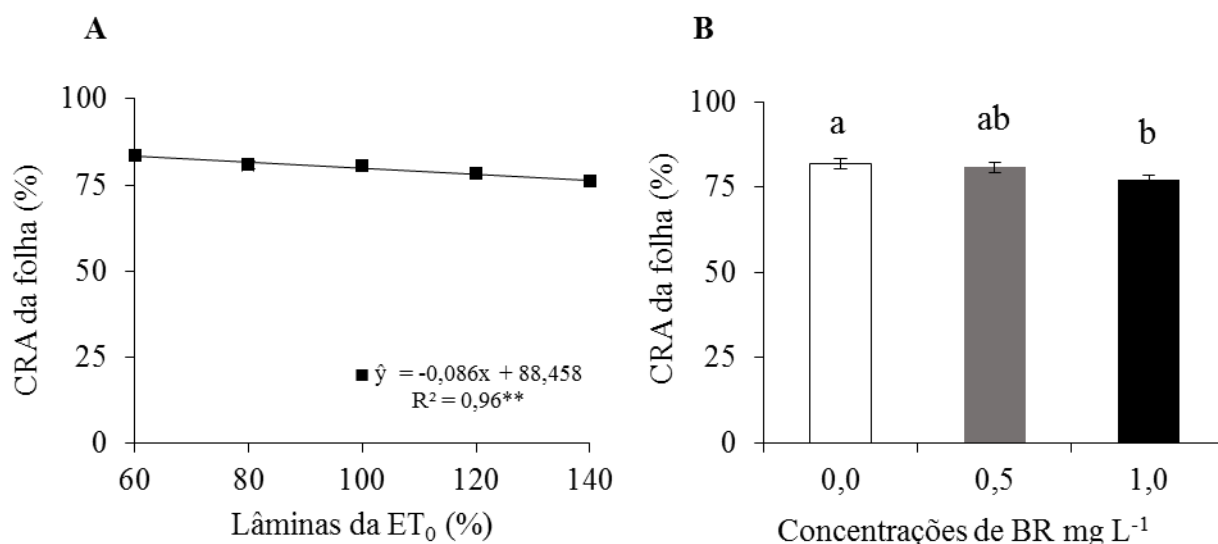 A
CRA da folha (%)
100
75
50
25
0
■ ŷ = -0,086x + 88,458
R² = 0,96**
60 80 100 120 140
Lâminas da ET₀ (%)
B
CRA da folha (%)
100
75
50
25
0
a ab b
0,0 0,5 1,0
Concentrações de BR mg L⁻¹